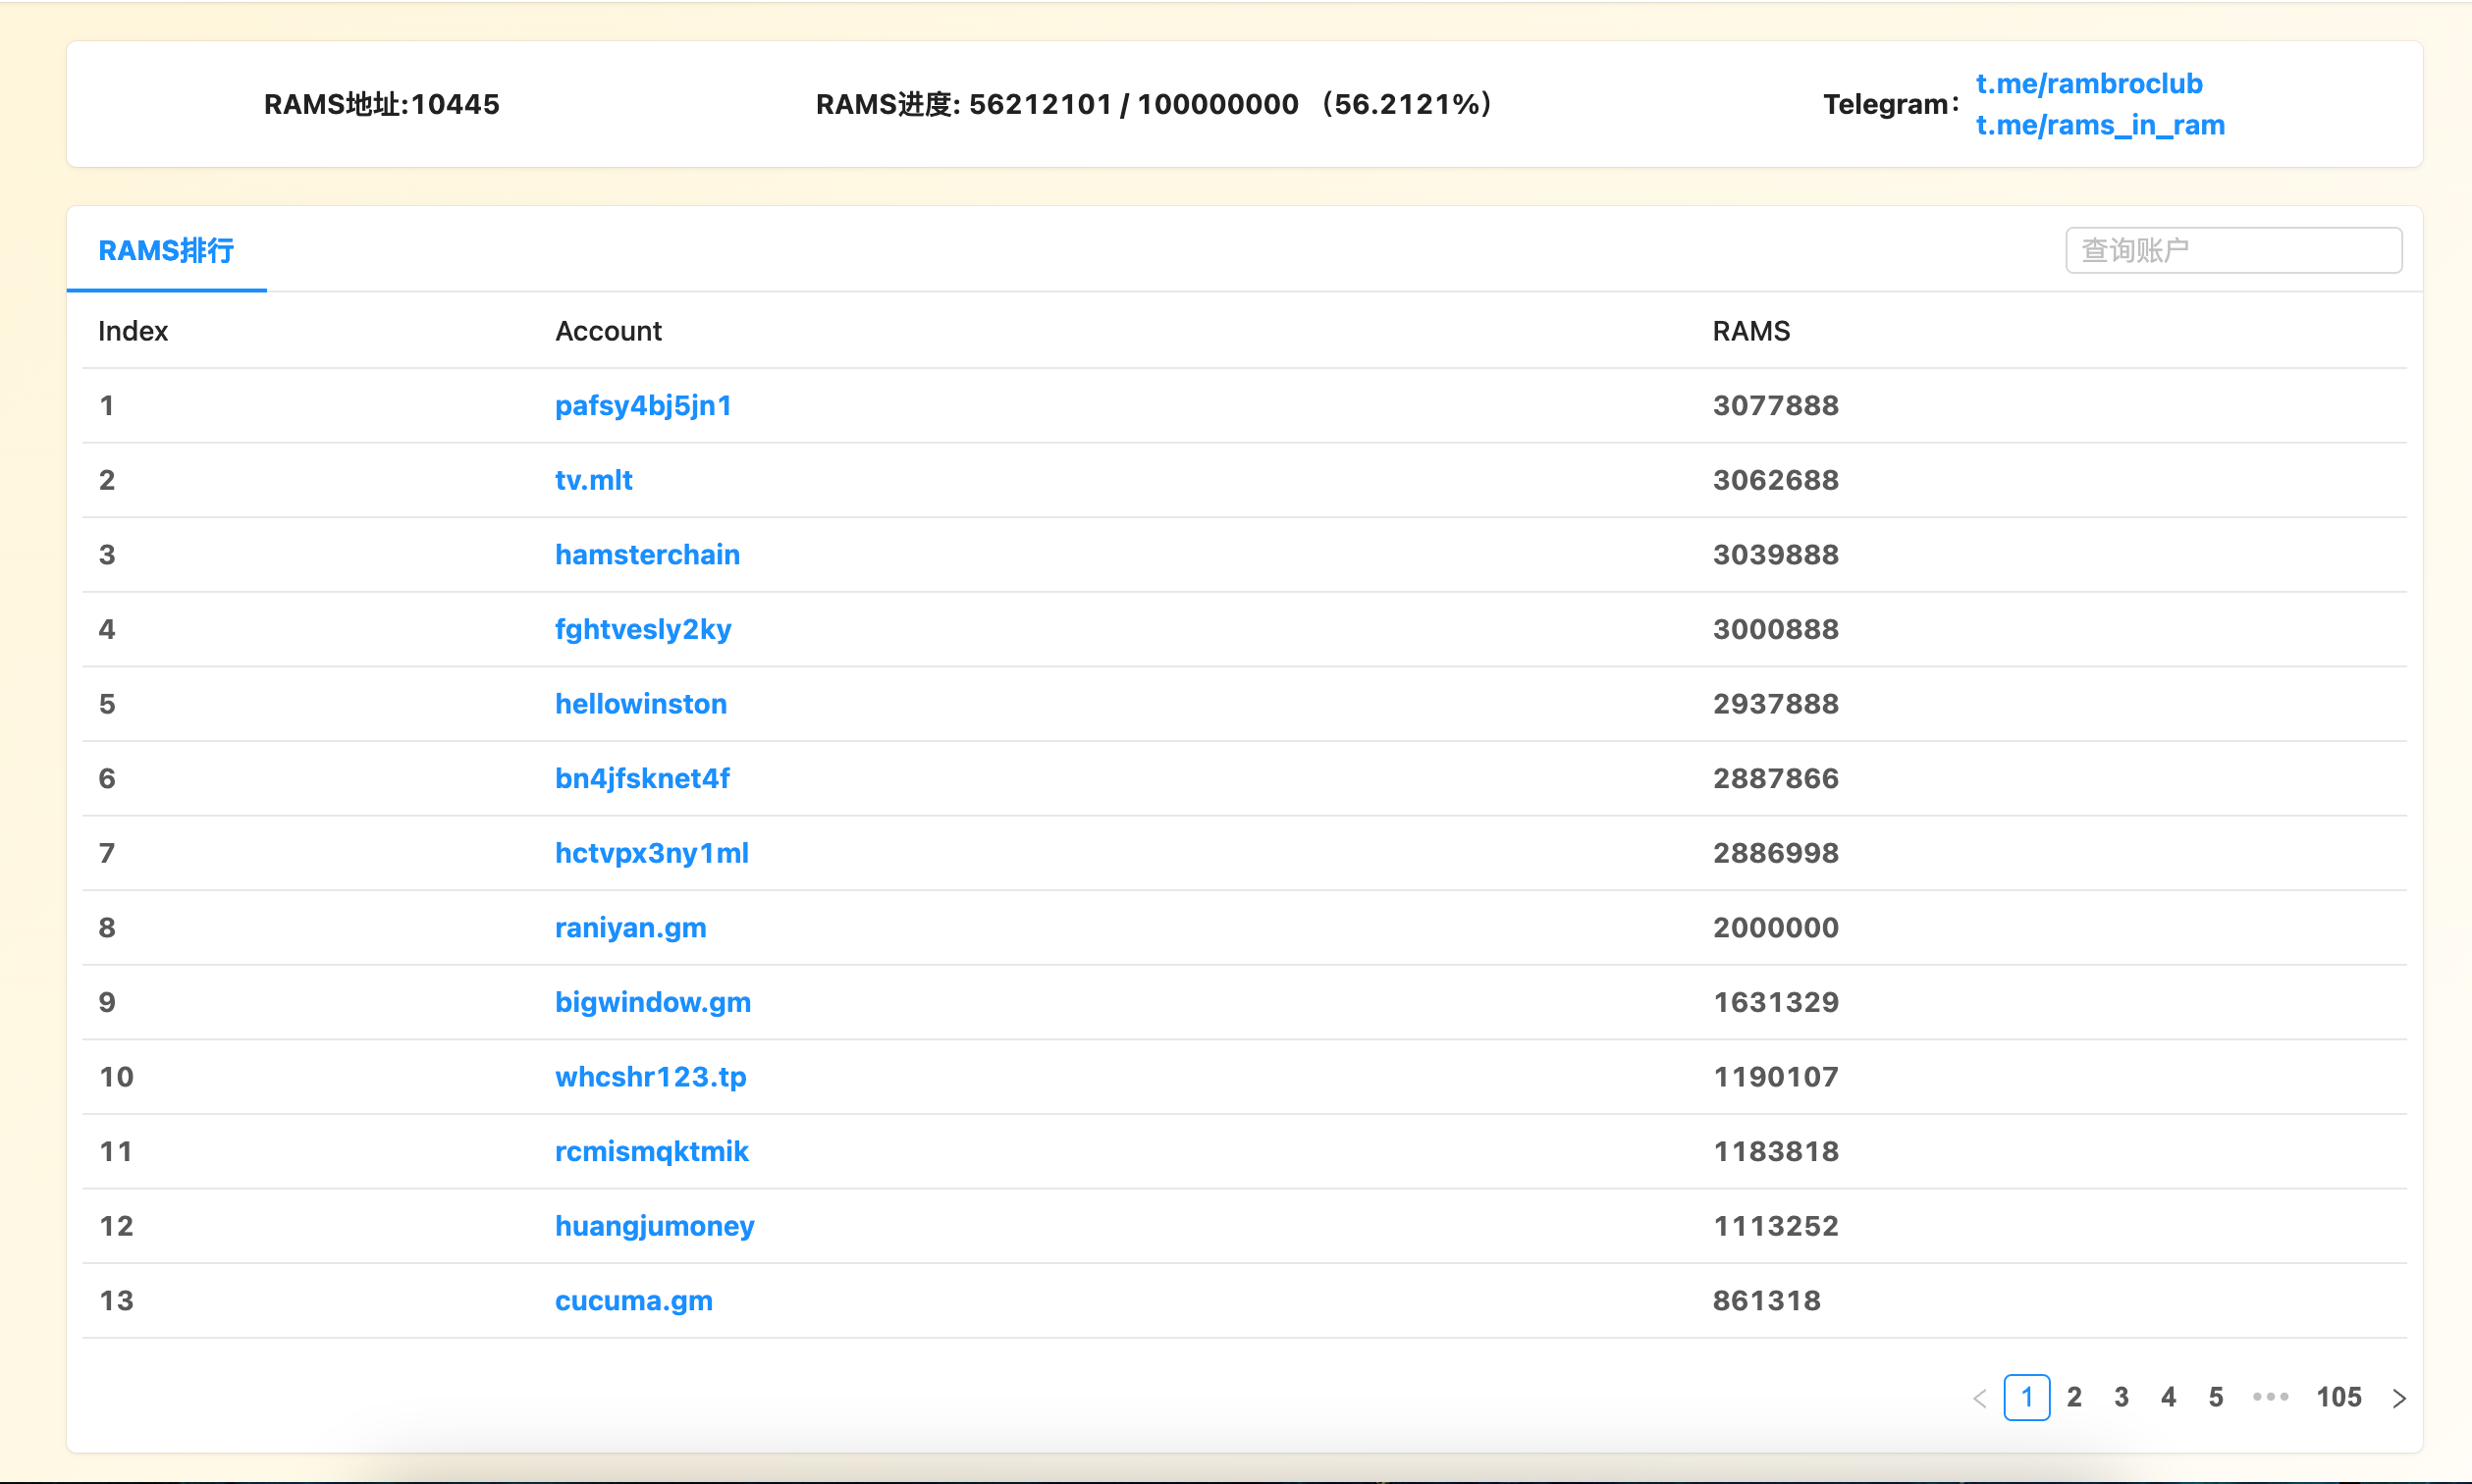 RAMS地址:10445
RAMS进度: 56212101 / 100000000 （56.2121%）
Telegram：
t.me/rambroclub
t.me/rams_in_ram
RAMS排行
查询账户
Index Account RAMS
1 pafsy4bj5jn1 3077888
2 tv.mlt 3062688
3 hamsterchain 3039888
4 fghtvesly2ky 3000888
5 hellowinston 2937888
6 bn4jfsknet4f 2887866
7 hctvpx3ny1ml 2886998
8 raniyan.gm 2000000
9 bigwindow.gm 1631329
10 whcshr123.tp 1190107
11 rcmismqktmik 1183818
12 huangjumoney 1113252
13 cucuma.gm 861318
< 1 2 3 4 5 ••• 105 >